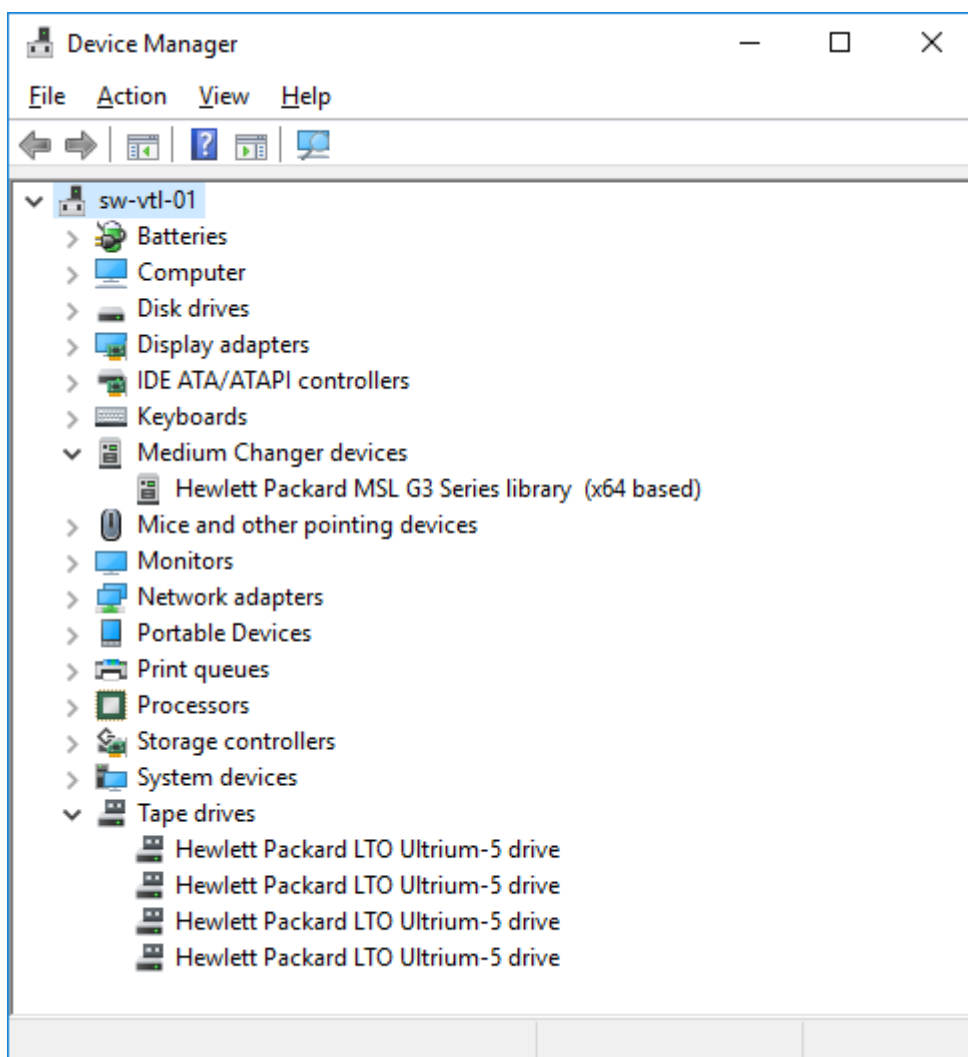 Device Manager
File Action View Help
sw-vtl-01
Batteries
Computer
Disk drives
Display adapters
IDE ATA/ATAPI controllers
Keyboards
Medium Changer devices
Hewlett Packard MSL G3 Series library (x64 based)
Mice and other pointing devices
Monitors
Network adapters
Portable Devices
Print queues
Processors
Storage controllers
System devices
Tape drives
Hewlett Packard LTO Ultrium-5 drive
Hewlett Packard LTO Ultrium-5 drive
Hewlett Packard LTO Ultrium-5 drive
Hewlett Packard LTO Ultrium-5 drive